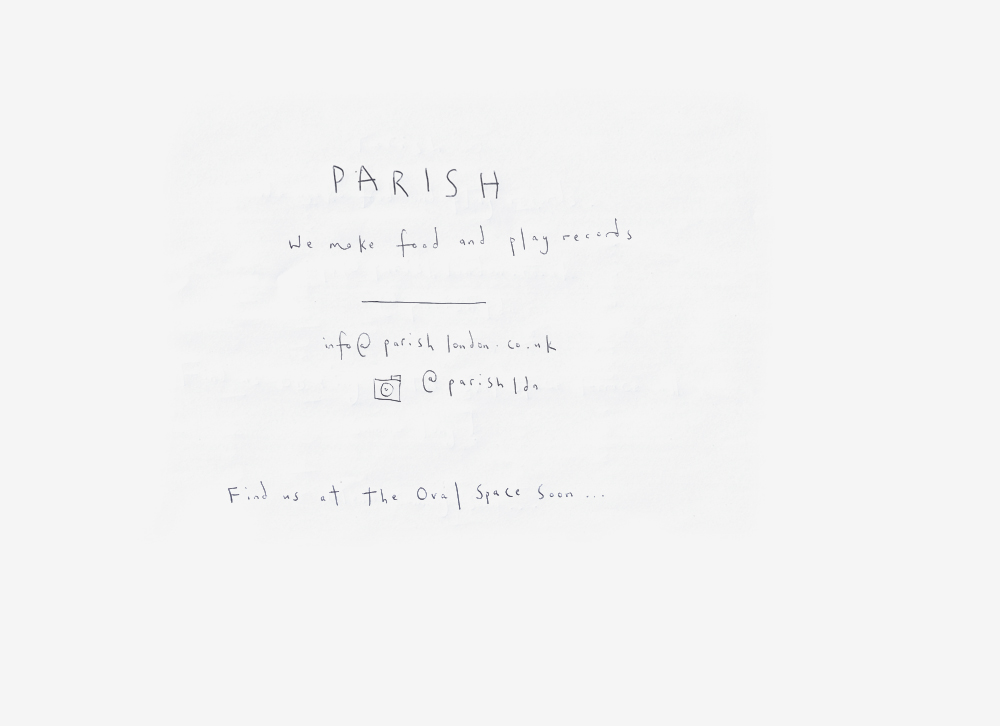 PARISH
We make food and play records
info@parishlondon.co.uk
@parishldn
Find us at the Oval Space soon ...